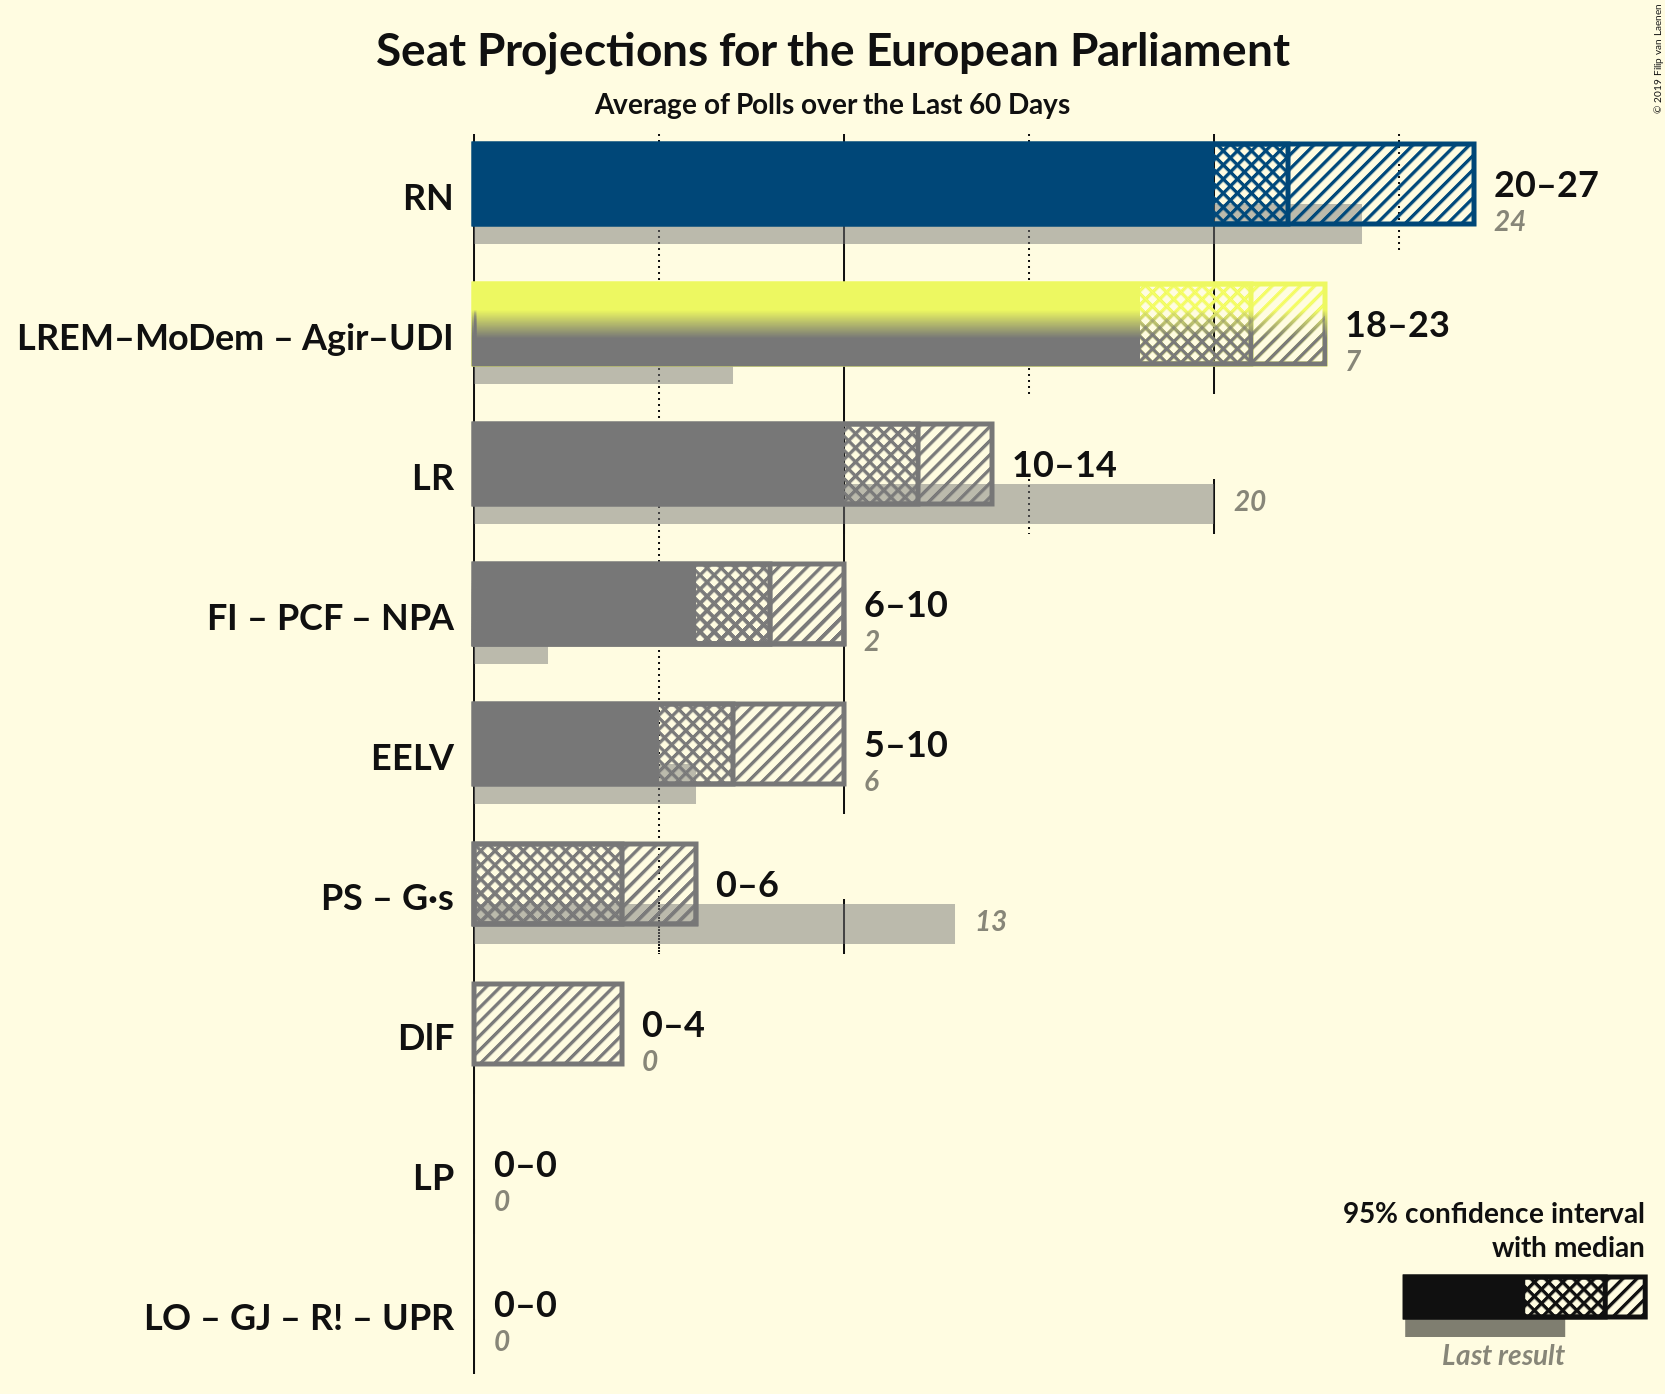 Seat Projections for the European Parliament
Average of Polls over the Last 60 Days
© 2019 Filip van Laenen
RN
20–27
24
LREM–MoDem – Agir–UDI
18–23
7
LR
10–14
20
FI – PCF – NPA
6–10
2
EELV
5–10
6
PS – G·s
0–6
13
DlF
0–4
0
LP
0–0
0
LO – GJ – R! – UPR
0–0
0
95% confidence interval
with median
Last result